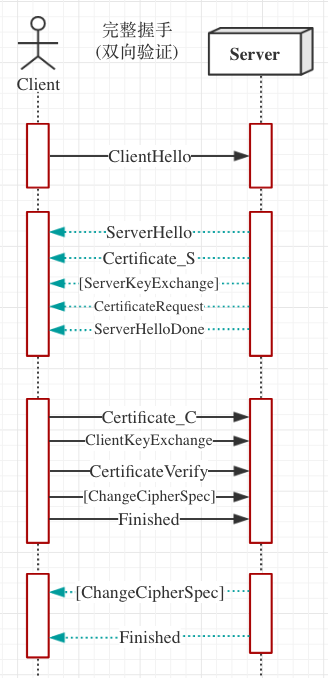 完整握手
(双向验证)
Server
Client
ClientHello
ServerHello
Certificate_S
[ServerKeyExchange]
CertificateRequest
ServerHelloDone
Certificate_C
ClientKeyExchange
CertificateVerify
[ChangeCipherSpec]
Finished
[ChangeCipherSpec]
Finished